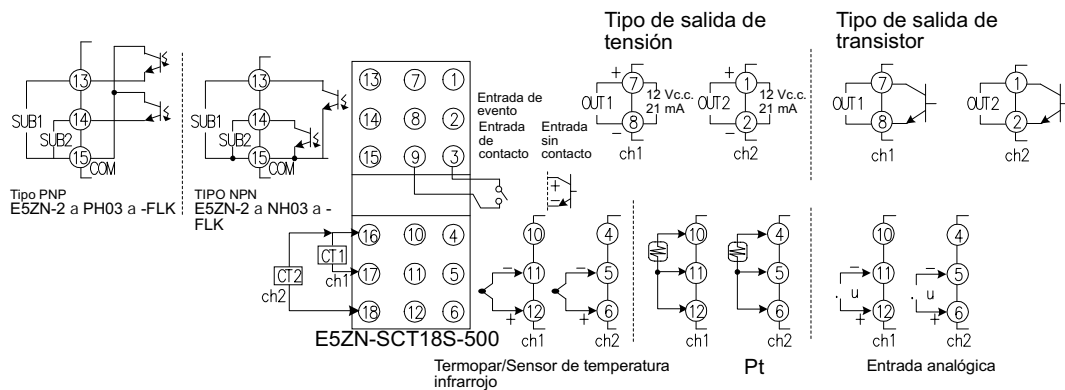 Tipo de salida de
tensión
Tipo de salida de
transistor
13
14
15
SUB1
SUB2
COM
Tipo PNP
E5ZN-2 a PH03 a -FLK
13
14
15
SUB1
SUB2
COM
TIPO NPN
E5ZN-2 a NH03 a -
FLK
13 7 1
14 8 2
15 9 3
16 10 4
17 11 5
18 12 6
CT1
ch1
CT2
ch2
E5ZN-SCT18S-500
Entrada de
evento
Entrada
de
contacto
Entrada
sin
contacto
+
−
+
7
OUT1
12 Vc.c.
21 mA
8
−
ch1
+
1
OUT2
12 Vc.c.
21 mA
2
−
ch2
7
OUT1
8
ch1
1
OUT2
2
ch2
10
−
11
+
12
ch1
4
−
5
+
6
ch2
Termopar/Sensor de temperatura
infrarrojo
10
11
12
ch1
4
5
6
ch2
Pt
10
−
11
u
+
12
ch1
4
−
5
u
+
6
ch2
Entrada analógica